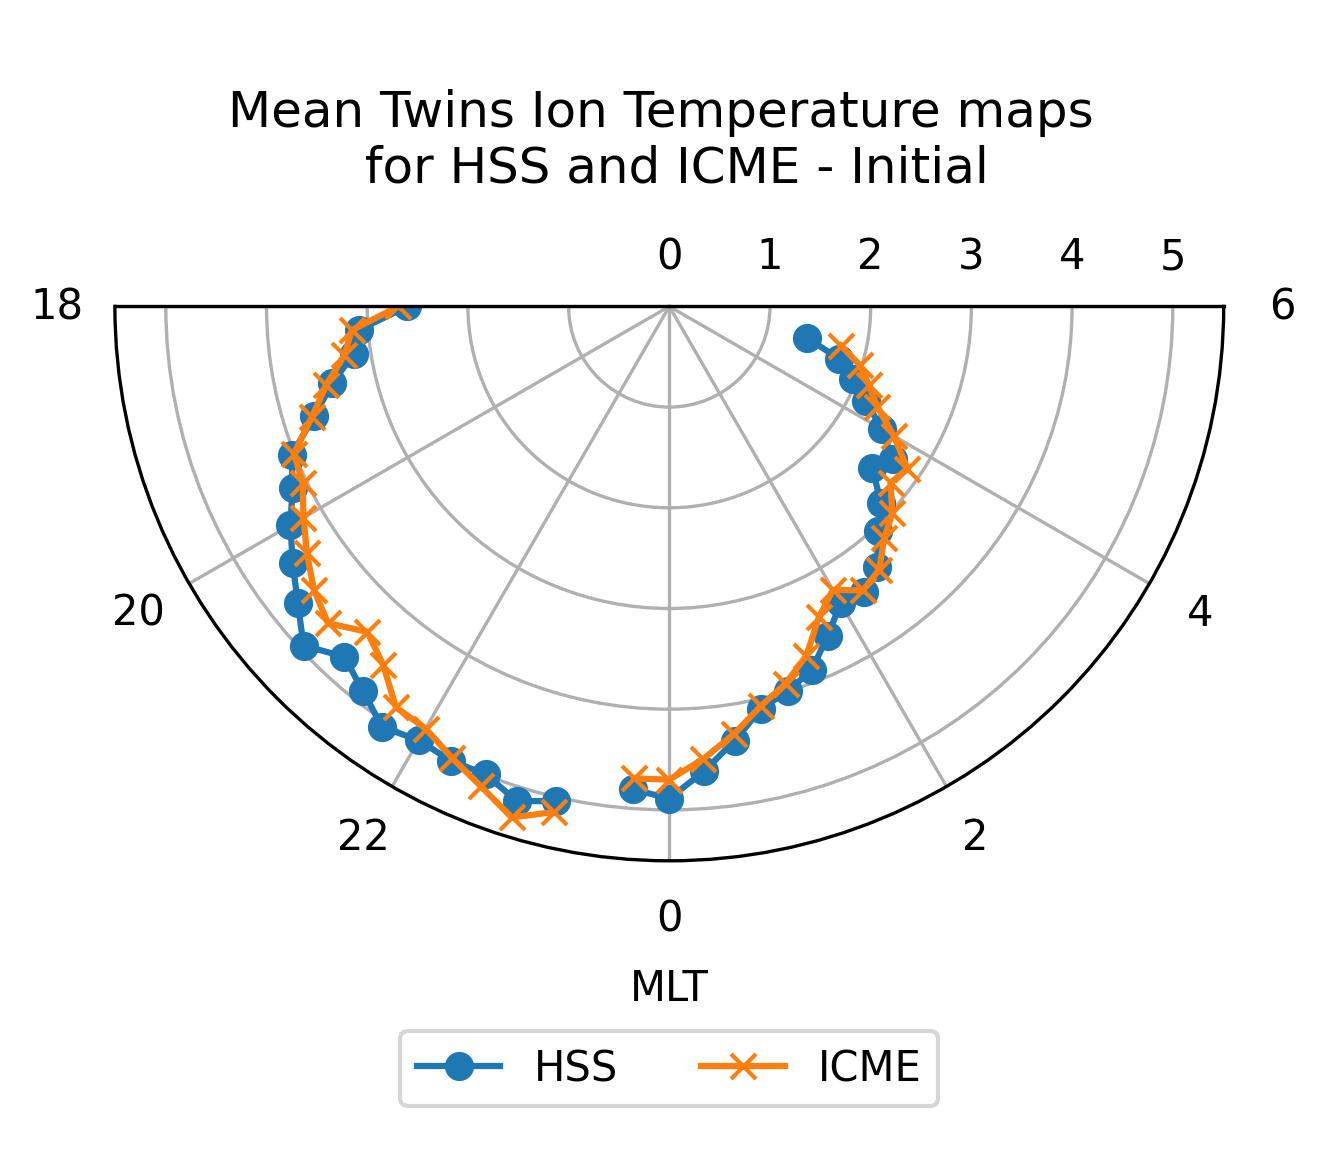 Mean Twins Ion Temperature maps
for HSS and ICME - Initial
0 1 2 3 4 5
18 6
20 4
22 2
0
MLT
HSS ICME